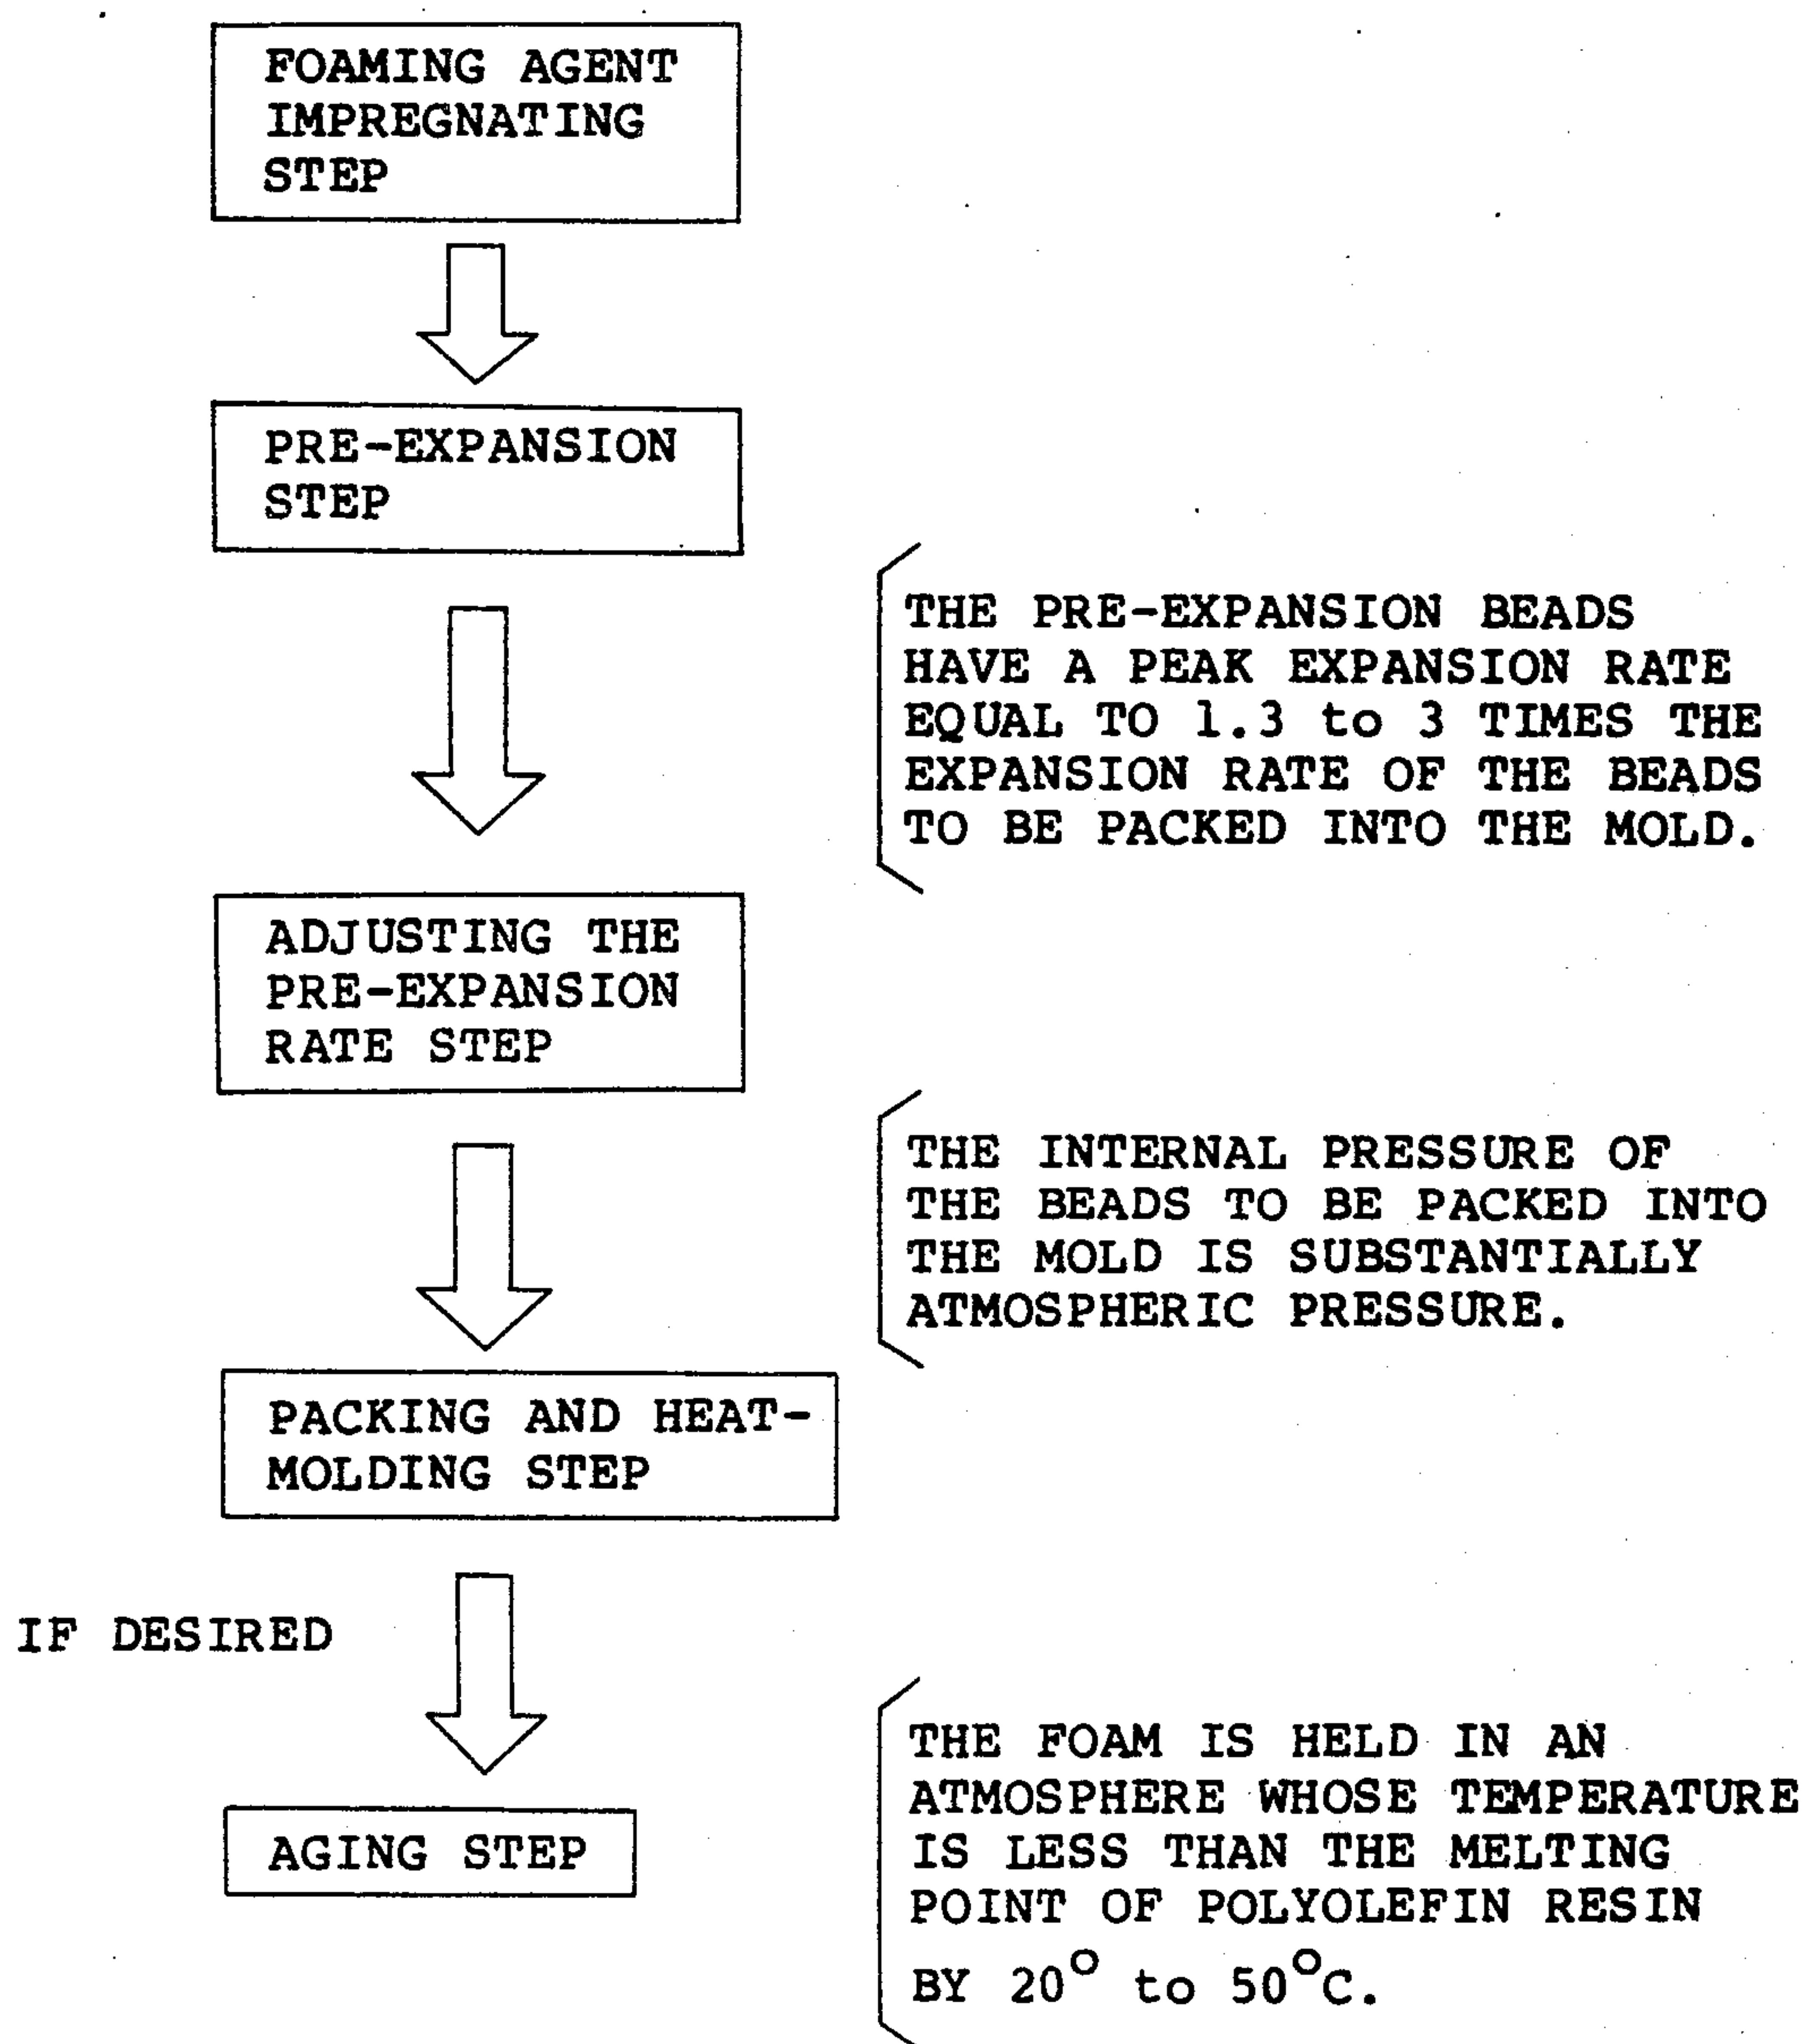 FOAMING AGENT
IMPREGNATING
STEP
PRE-EXPANSION
STEP
THE PRE-EXPANSION BEADS
HAVE A PEAK EXPANSION RATE
EQUAL TO 1.3 to 3 TIMES THE
EXPANSION RATE OF THE BEADS
TO BE PACKED INTO THE MOLD.
ADJUSTING THE
PRE-EXPANSION
RATE STEP
THE INTERNAL PRESSURE OF
THE BEADS TO BE PACKED INTO
THE MOLD IS SUBSTANTIALLY
ATMOSPHERIC PRESSURE.
PACKING AND HEAT-
MOLDING STEP
IF DESIRED
THE FOAM IS HELD IN AN
ATMOSPHERE WHOSE TEMPERATURE
IS LESS THAN THE MELTING
POINT OF POLYOLEFIN RESIN
BY 20° to 50°C.
AGING STEP